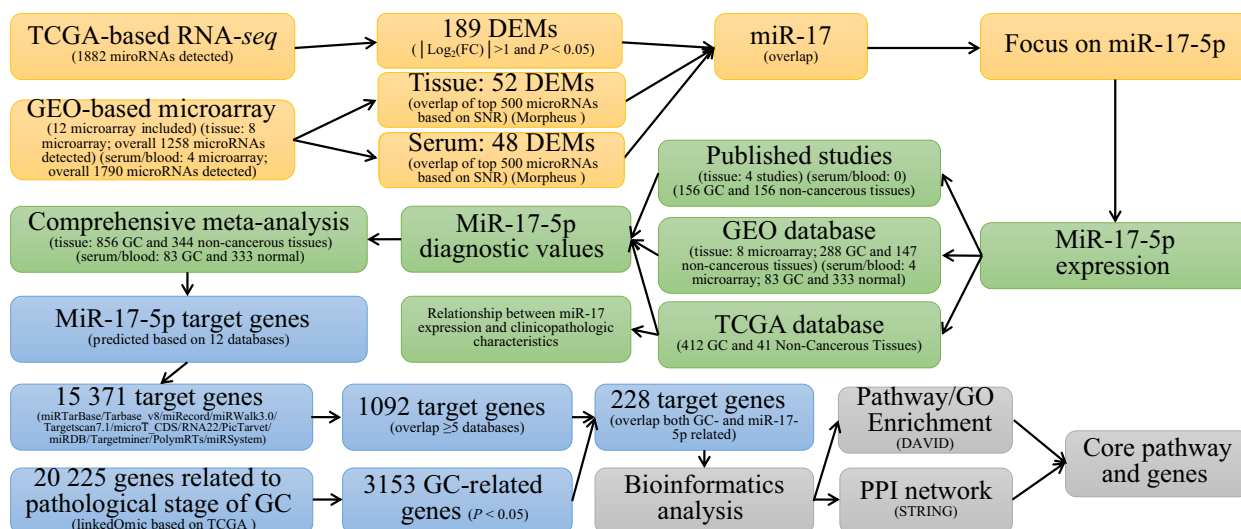 TCGA-based RNA-seq
(1882 miroRNAs detected)
189 DEMs
(│Log₂(FC)│>1 and P < 0.05)
miR-17
(overlap)
Focus on miR-17-5p
GEO-based microarray
(12 microarray included) (tissue: 8
microarray; overall 1258 microRNAs
detected) (serum/blood: 4 microarray;
overall 1790 microRNAs detected)
Tissue: 52 DEMs
(overlap of top 500 microRNAs
based on SNR) (Morpheus )
Serum: 48 DEMs
(overlap of top 500 microRNAs
based on SNR) (Morpheus )
Published studies
(tissue: 4 studies) (serum/blood: 0)
(156 GC and 156 non-cancerous tissues)
Comprehensive meta-analysis
(tissue: 856 GC and 344 non-cancerous tissues)
(serum/blood: 83 GC and 333 normal)
MiR-17-5p
diagnostic values
GEO database
(tissue: 8 microarray; 288 GC and 147
non-cancerous tissues) (serum/blood: 4
microarray; 83 GC and 333 normal)
MiR-17-5p
expression
MiR-17-5p target genes
(predicted based on 12 databases)
Relationship between miR-17
expression and clinicopathologic
characteristics
TCGA database
(412 GC and 41 Non-Cancerous Tissues)
15 371 target genes
(miRTarBase/Tarbase_v8/miRecord/miRWalk3.0/
Targetscan7.1/microT_CDS/RNA22/PicTarvet/
miRDB/Targetminer/PolymRTs/miRSystem)
1092 target genes
(overlap ≥5 databases)
228 target genes
(overlap both GC- and miR-17-
5p related)
Pathway/GO
Enrichment
(DAVID)
20 225 genes related to
pathological stage of GC
(linkedOmic based on TCGA )
3153 GC-related
genes (P < 0.05)
Bioinformatics
analysis
PPI network
(STRING)
Core pathway
and genes